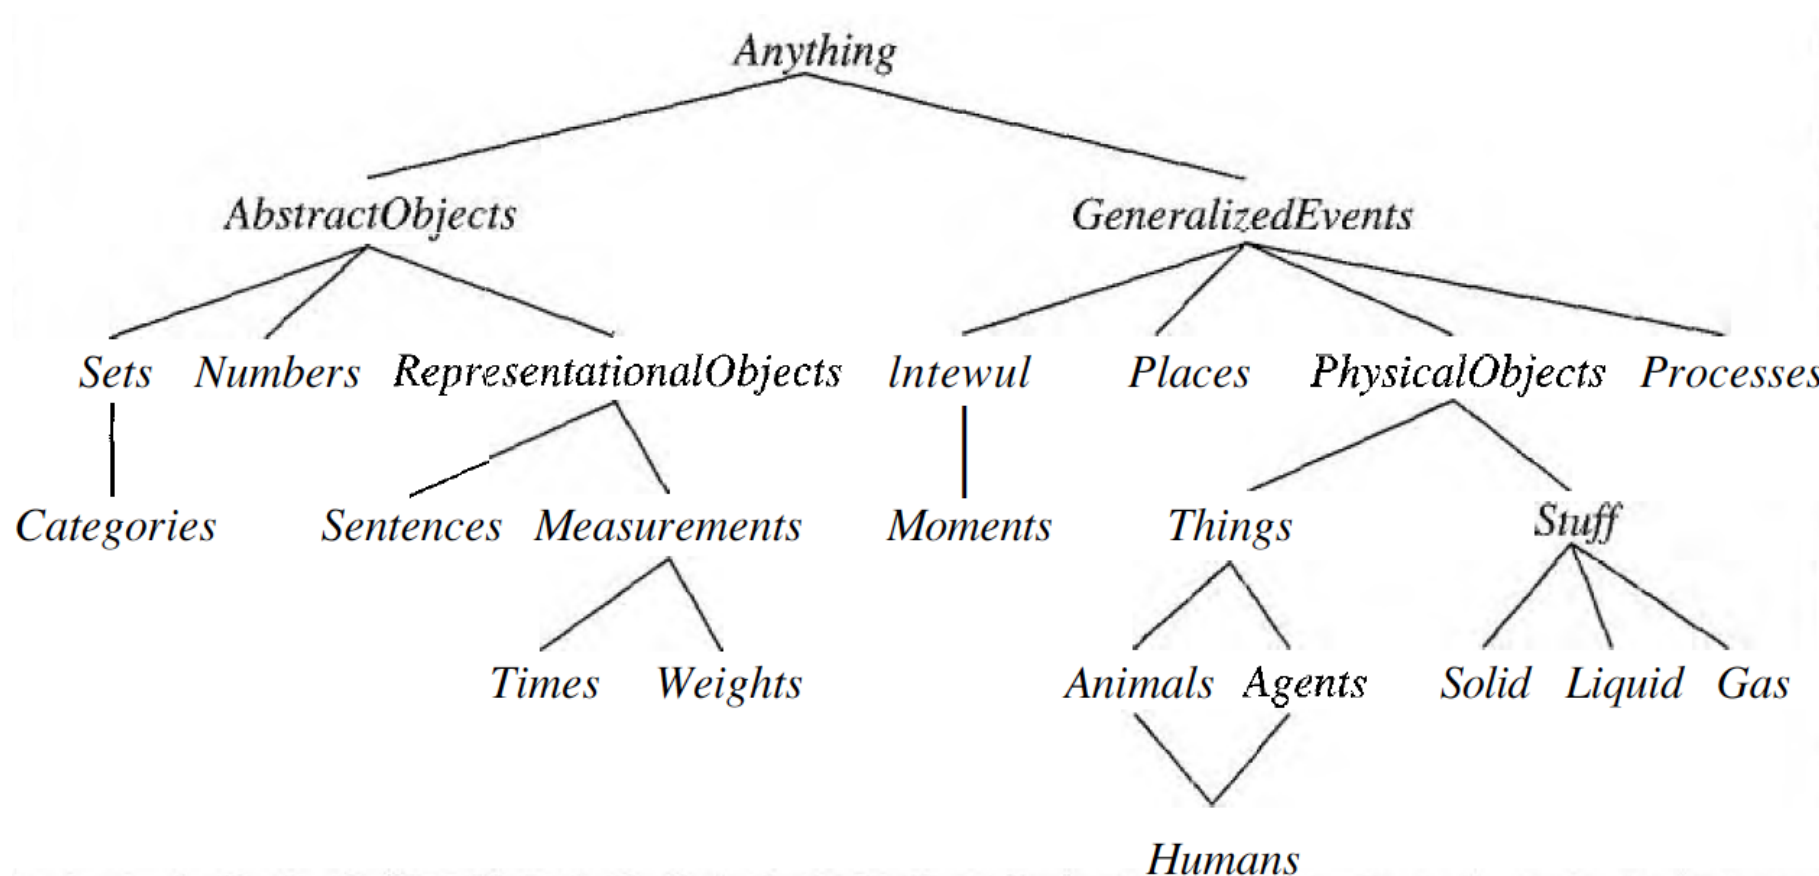 Anything
AbstractObjects GeneralizedEvents
Sets Numbers RepresentationalObjects lntewul Places PhysicalObjects Processes
Categories Sentences Measurements Moments Things Stuff
Times Weights Animals Agents Solid Liquid Gas
Humans